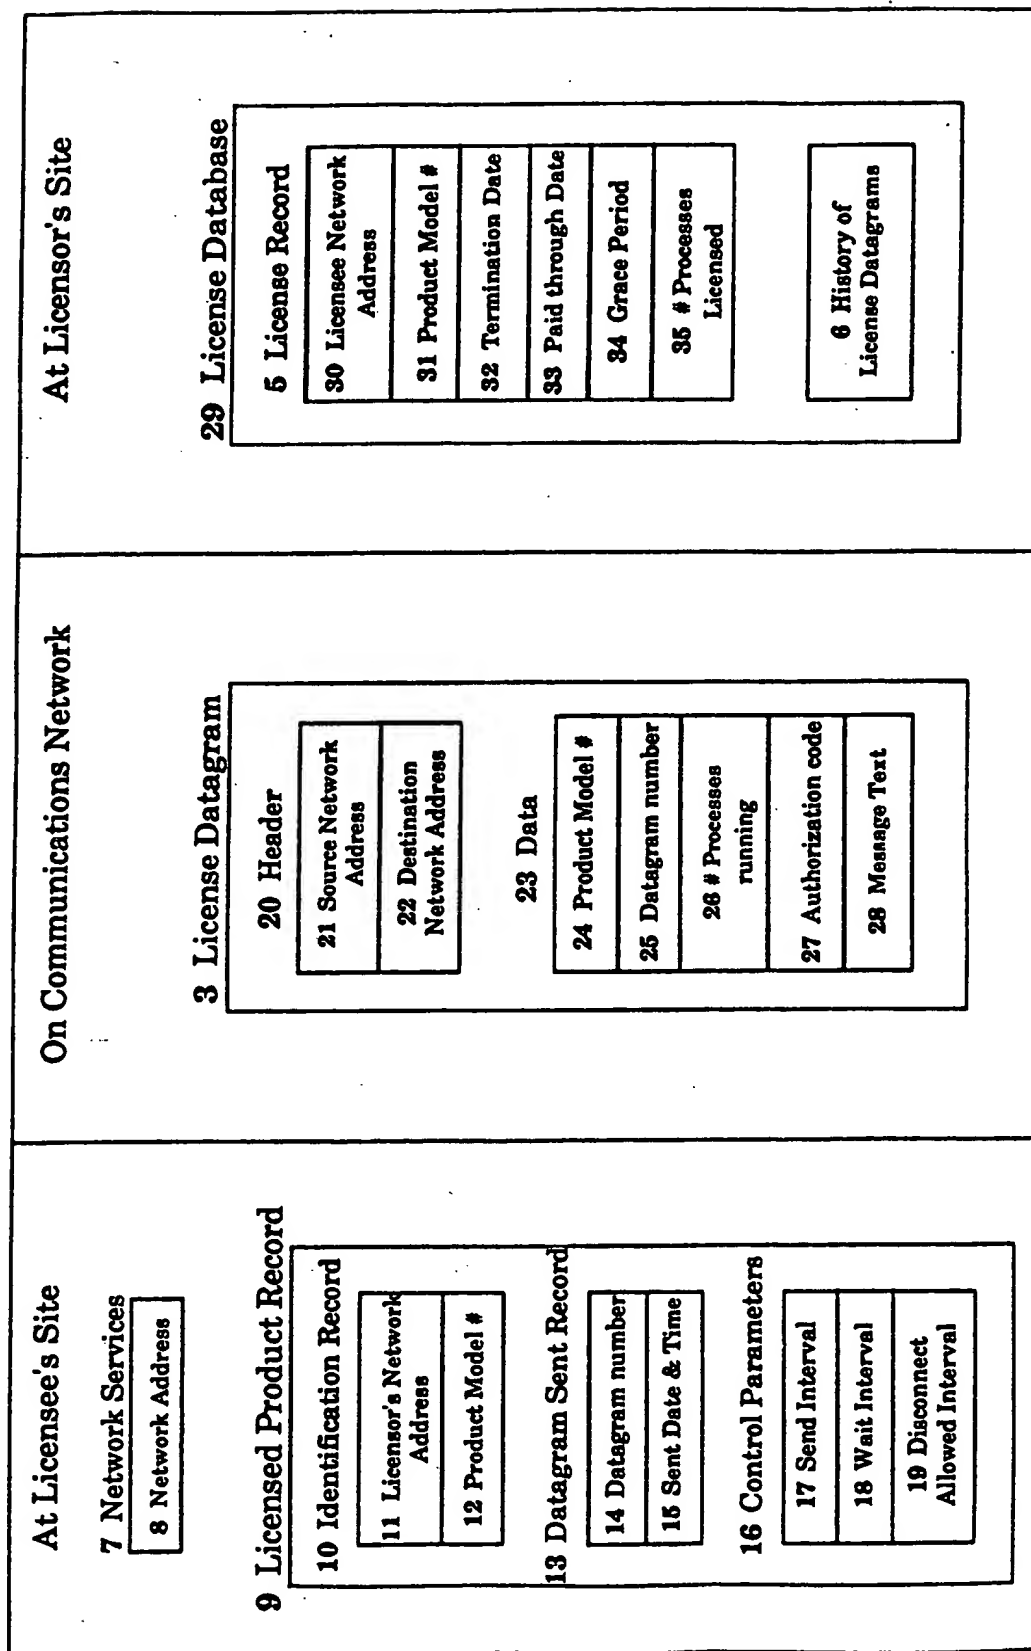 At Licensee's Site
7 Network Services
8 Network Address
9 Licensed Product Record
10 Identification Record
11 Licensor's Network
Address
12 Product Model #
13 Datagram Sent Record
14 Datagram number
15 Sent Date & Time
16 Control Parameters
17 Send Interval
18 Wait Interval
19 Disconnect
Allowed Interval
On Communications Network
3 License Datagram
20 Header
21 Source Network
Address
22 Destination
Network Address
23 Data
24 Product Model #
25 Datagram number
26 # Processes
running
27 Authorization code
28 Message Text
At Licensor's Site
29 License Database
5 License Record
30 Licensee Network
Address
31 Product Model #
32 Termination Date
33 Paid through Date
34 Grace Period
35 # Processes
Licensed
6 History of
License Datagrams